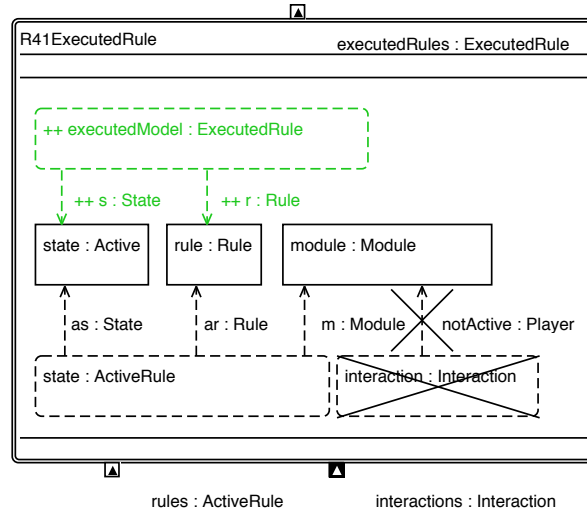 R41ExecutedRule
executedRules : ExecutedRule
++ executedModel : ExecutedRule
++ s : State
++ r : Rule
state : Active
rule : Rule
module : Module
as : State
ar : Rule
m : Module
notActive : Player
state : ActiveRule
interaction : Interaction
rules : ActiveRule
interactions : Interaction